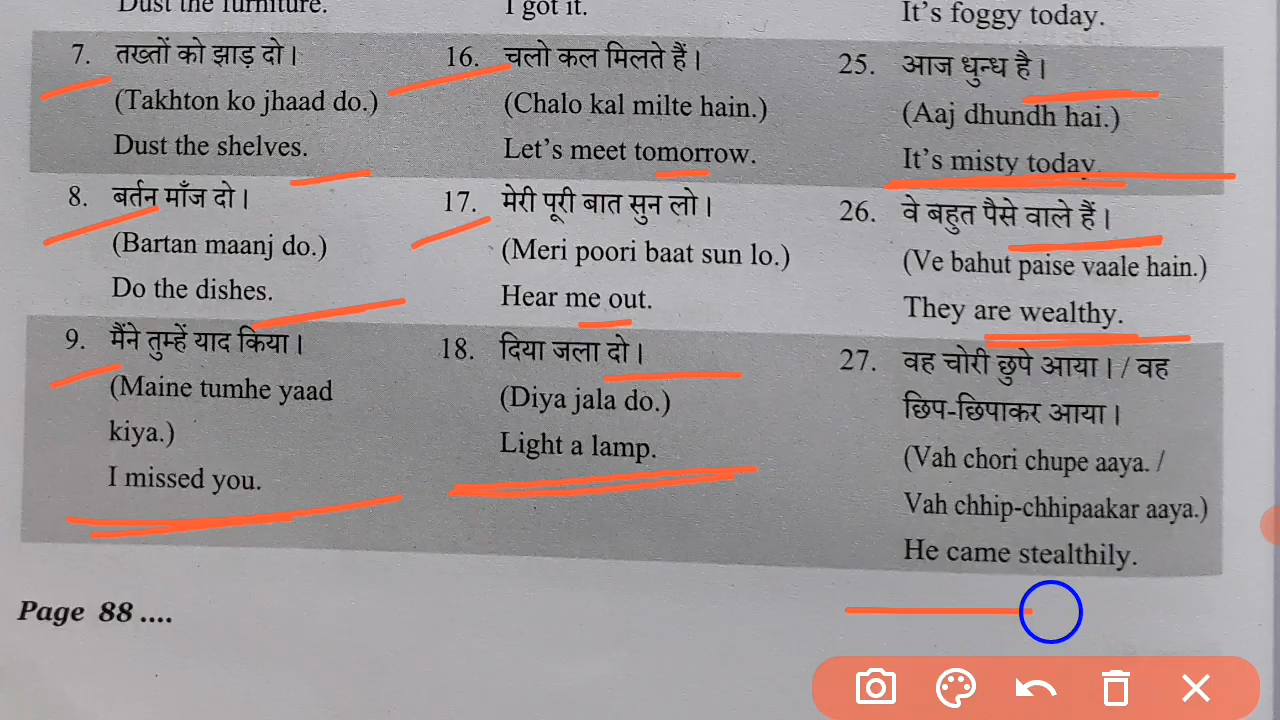 Dust the furniture.
7. तख्तों को झाड़ दो।
(Takhton ko jhaad do.)
Dust the shelves.
8. बर्तन माँज दो।
(Bartan maanj do.)
Do the dishes.
9. मैंने तुम्हें याद किया।
(Maine tumhe yaad
kiya.)
I missed you.
I got it.
16. चलो कल मिलते हैं।
(Chalo kal milte hain.)
Let's meet tomorrow.
17. मेरी पूरी बात सुन लो।
(Meri poori baat sun lo.)
Hear me out.
18. दिया जला दो।
(Diya jala do.)
Light a lamp.
It's foggy today.
25. आज धुन्ध है।
(Aaj dhundh hai.)
It's misty today.
26. वे बहुत पैसे वाले हैं।
(Ve bahut paise vaale hain.)
They are wealthy.
27. वह चोरी छुपे आया। / वह
छिप-छिपाकर आया।
(Vah chori chupe aaya. /
Vah chhip-chhipaakar aaya.)
He came stealthily.
Page 88 ....